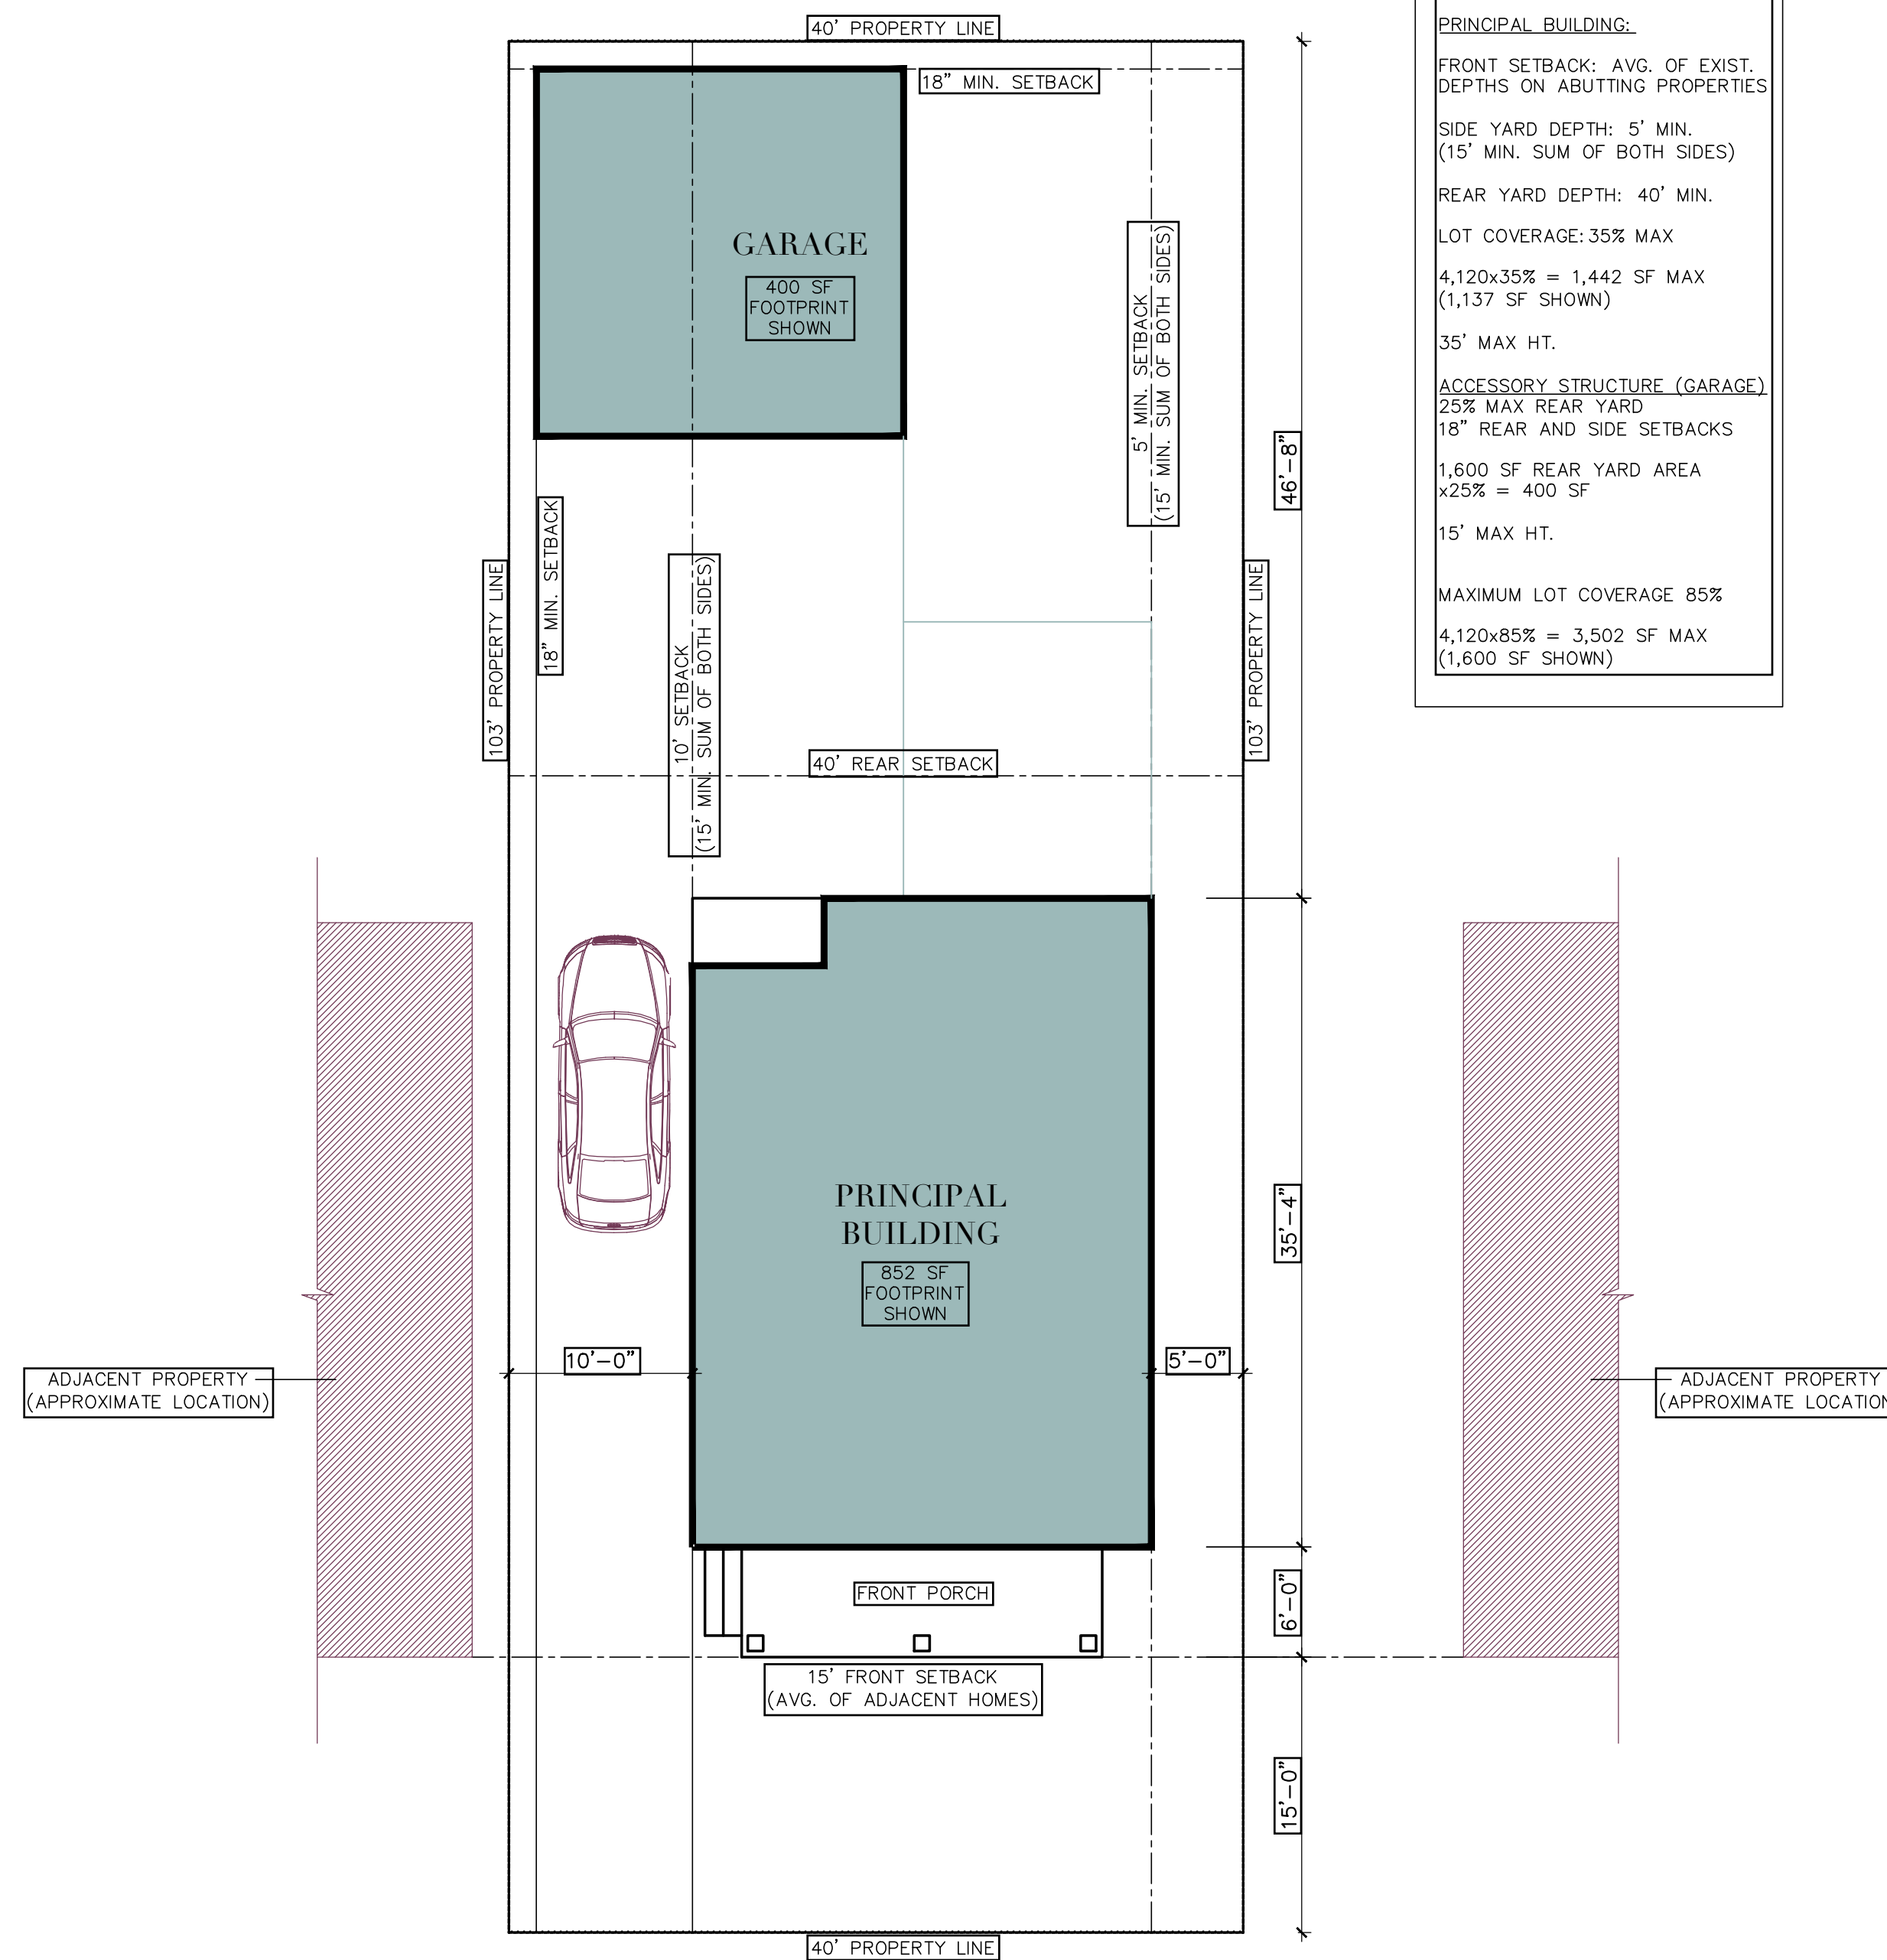 40' PROPERTY LINE
18" MIN. SETBACK
GARAGE
400 SF
FOOTPRINT
SHOWN
5' MIN. SETBACK
(15' MIN. SUM OF BOTH SIDES)
46'-8"
18" MIN. SETBACK
103' PROPERTY LINE
10' SETBACK
(15' MIN. SUM OF BOTH SIDES)
103' PROPERTY LINE
40' REAR SETBACK
PRINCIPAL
BUILDING
852 SF
FOOTPRINT
SHOWN
35'-4"
10'-0"
5'-0"
ADJACENT PROPERTY
(APPROXIMATE LOCATION)
ADJACENT PROPERTY
(APPROXIMATE LOCATION
FRONT PORCH
6'-0"
15' FRONT SETBACK
(AVG. OF ADJACENT HOMES)
15'-0"
40' PROPERTY LINE
PRINCIPAL BUILDING:
FRONT SETBACK: AVG. OF EXIST.
DEPTHS ON ABUTTING PROPERTIES
SIDE YARD DEPTH: 5' MIN.
(15' MIN. SUM OF BOTH SIDES)
REAR YARD DEPTH: 40' MIN.
LOT COVERAGE: 35% MAX
4,120x35% = 1,442 SF MAX
(1,137 SF SHOWN)
35' MAX HT.
ACCESSORY STRUCTURE (GARAGE)
25% MAX REAR YARD
18" REAR AND SIDE SETBACKS
1,600 SF REAR YARD AREA
x25% = 400 SF
15' MAX HT.
MAXIMUM LOT COVERAGE 85%
4,120x85% = 3,502 SF MAX
(1,600 SF SHOWN)